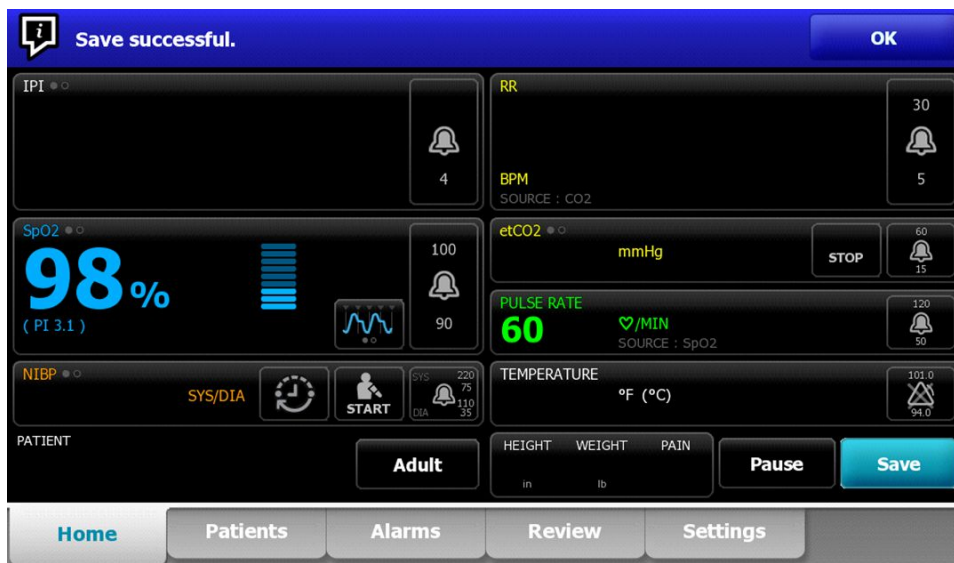 Save successful.
OK
IPI
4
RR
30
5
BPM
SOURCE : CO2
SpO2
98 %
( PI 3.1 )
100
90
etCO2
mmHg
STOP
60
15
PULSE RATE
60
♡/MIN
SOURCE : SpO2
120
50
NIBP
SYS/DIA
START
SYS 220
75
110
DIA 35
TEMPERATURE
°F (°C)
101.0
94.0
PATIENT
Adult
HEIGHT WEIGHT PAIN
in lb
Pause
Save
Home
Patients
Alarms
Review
Settings